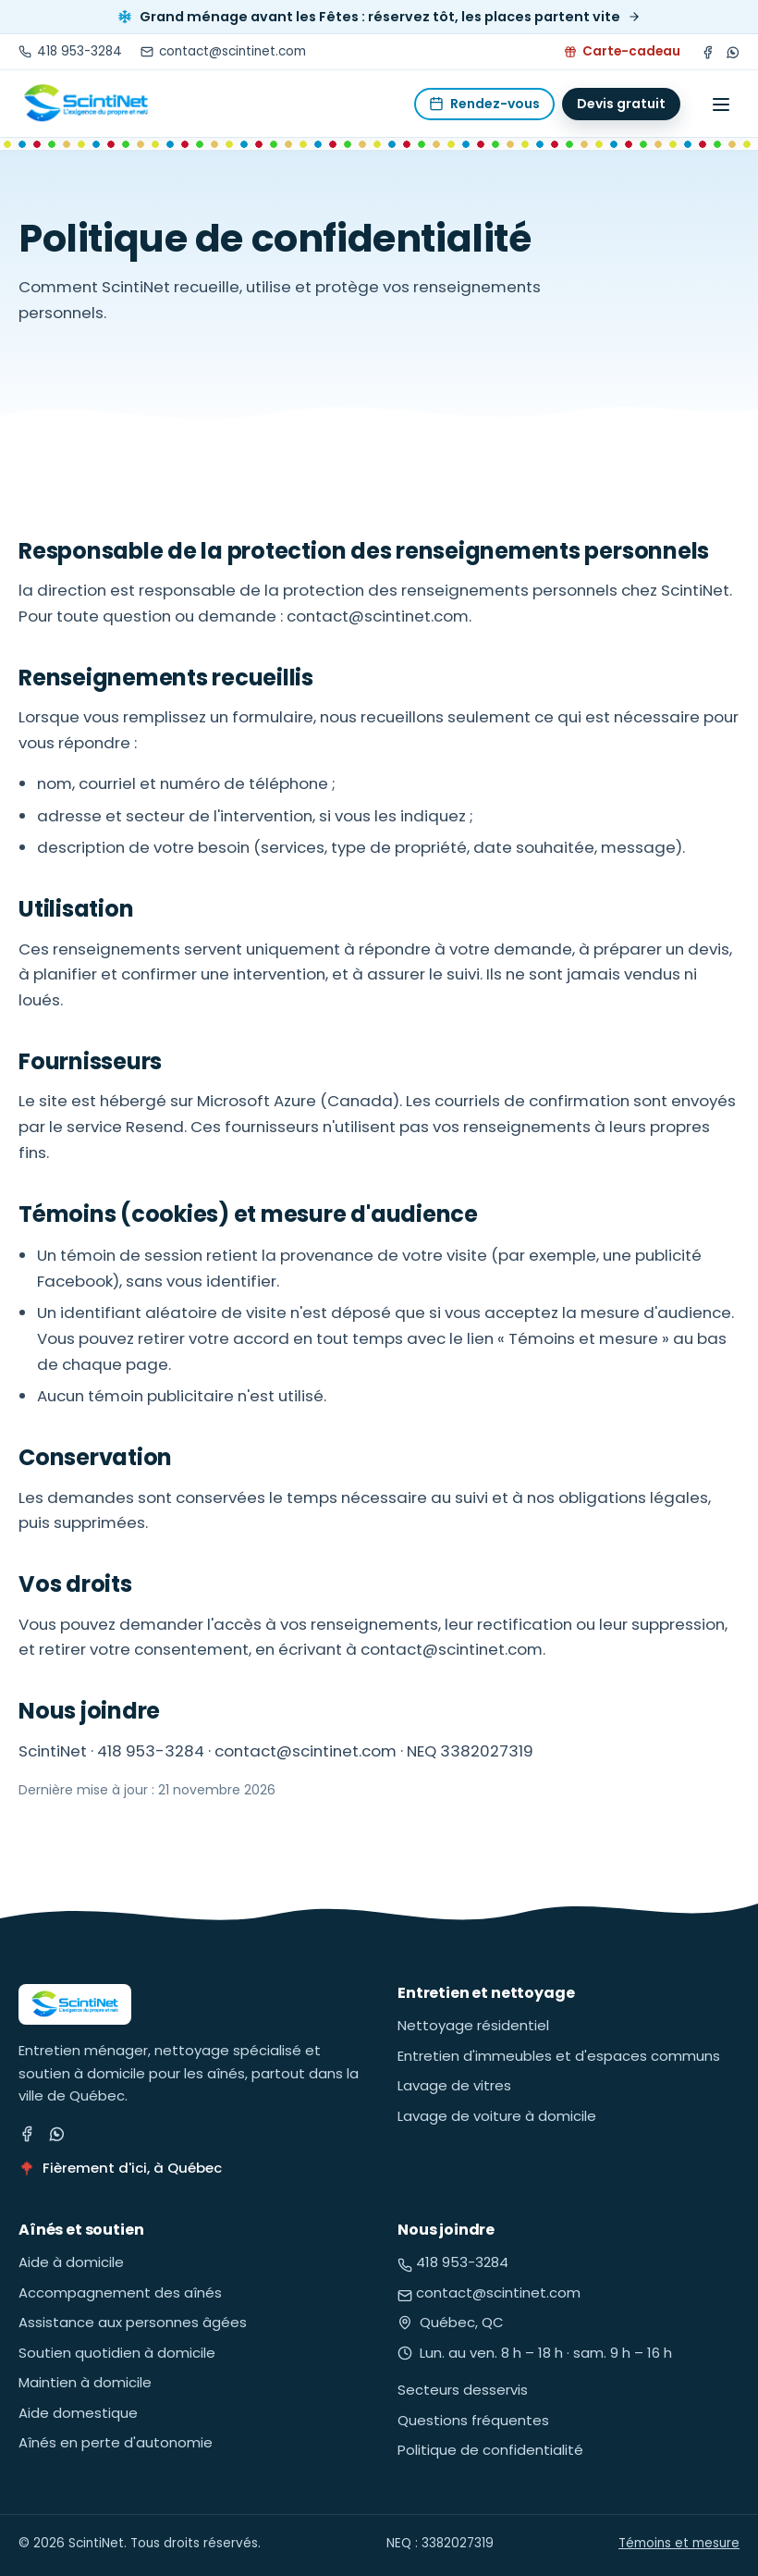 Grand ménage avant les Fêtes : réservez tôt, les places partent vite →
418 953-3284
contact@scintinet.com
Carte-cadeau
ScintiNet
L'exigence du propre et net
Rendez-vous
Devis gratuit
Politique de confidentialité
Comment ScintiNet recueille, utilise et protège vos renseignements
personnels.
Responsable de la protection des renseignements personnels
la direction est responsable de la protection des renseignements personnels chez ScintiNet.
Pour toute question ou demande : contact@scintinet.com.
Renseignements recueillis
Lorsque vous remplissez un formulaire, nous recueillons seulement ce qui est nécessaire pour
vous répondre :
• nom, courriel et numéro de téléphone ;
• adresse et secteur de l'intervention, si vous les indiquez ;
• description de votre besoin (services, type de propriété, date souhaitée, message).
Utilisation
Ces renseignements servent uniquement à répondre à votre demande, à préparer un devis,
à planifier et confirmer une intervention, et à assurer le suivi. Ils ne sont jamais vendus ni
loués.
Fournisseurs
Le site est hébergé sur Microsoft Azure (Canada). Les courriels de confirmation sont envoyés
par le service Resend. Ces fournisseurs n'utilisent pas vos renseignements à leurs propres
fins.
Témoins (cookies) et mesure d'audience
• Un témoin de session retient la provenance de votre visite (par exemple, une publicité
Facebook), sans vous identifier.
• Un identifiant aléatoire de visite n'est déposé que si vous acceptez la mesure d'audience.
Vous pouvez retirer votre accord en tout temps avec le lien « Témoins et mesure » au bas
de chaque page.
• Aucun témoin publicitaire n'est utilisé.
Conservation
Les demandes sont conservées le temps nécessaire au suivi et à nos obligations légales,
puis supprimées.
Vos droits
Vous pouvez demander l'accès à vos renseignements, leur rectification ou leur suppression,
et retirer votre consentement, en écrivant à contact@scintinet.com.
Nous joindre
ScintiNet · 418 953-3284 · contact@scintinet.com · NEQ 3382027319
Dernière mise à jour : 21 novembre 2026
ScintiNet
L'exigence du propre et net
Entretien ménager, nettoyage spécialisé et
soutien à domicile pour les aînés, partout dans la
ville de Québec.
Fièrement d'ici, à Québec
Entretien et nettoyage
Nettoyage résidentiel
Entretien d'immeubles et d'espaces communs
Lavage de vitres
Lavage de voiture à domicile
Aînés et soutien
Aide à domicile
Accompagnement des aînés
Assistance aux personnes âgées
Soutien quotidien à domicile
Maintien à domicile
Aide domestique
Aînés en perte d'autonomie
Nous joindre
418 953-3284
contact@scintinet.com
Québec, QC
Lun. au ven. 8 h – 18 h · sam. 9 h – 16 h
Secteurs desservis
Questions fréquentes
Politique de confidentialité
© 2026 ScintiNet. Tous droits réservés.
NEQ : 3382027319
Témoins et mesure